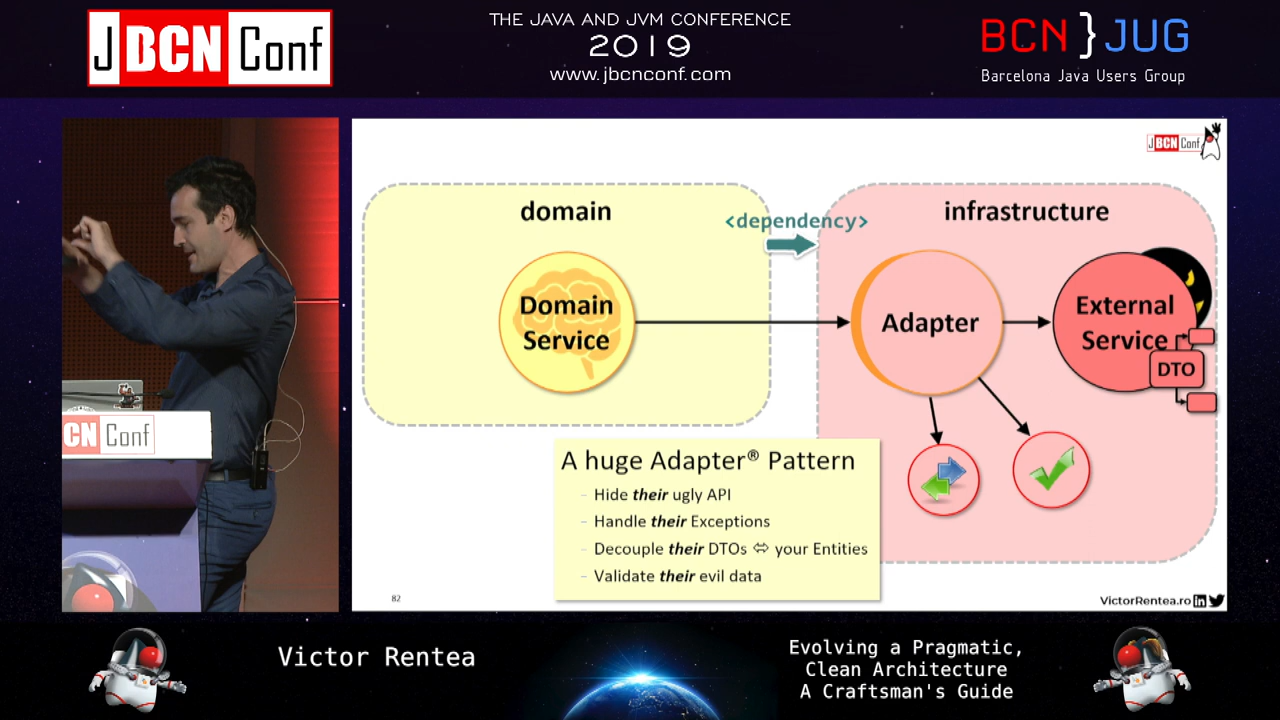 JBCNConf
THE JAVA AND JVM CONFERENCE
2019
www.jbcnconf.com
BCN}JUG
Barcelona Java Users Group
JBCNConf
domain
<dependency>
infrastructure
Domain
Service
Adapter
External
Service
DTO
A huge Adapter® Pattern
– Hide their ugly API
– Handle their Exceptions
– Decouple their DTOs ⇔ your Entities
– Validate their evil data
82
VictorRentea.ro
CN Conf
Victor Rentea
Evolving a Pragmatic,
Clean Architecture
A Craftsman's Guide